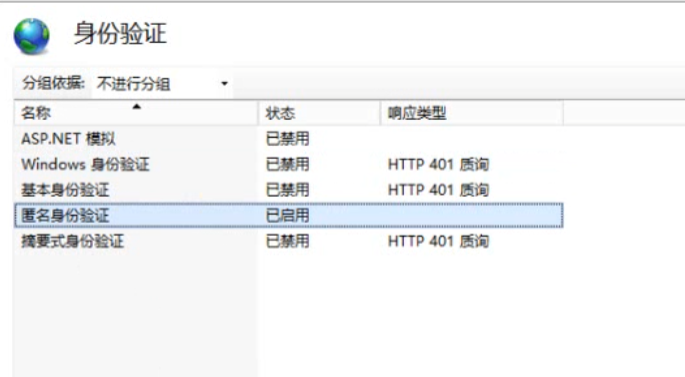 身份验证
分组依据: 不进行分组
名称 状态 响应类型
ASP.NET 模拟 已禁用
Windows 身份验证 已禁用 HTTP 401 质询
基本身份验证 已禁用 HTTP 401 质询
匿名身份验证 已启用
摘要式身份验证 已禁用 HTTP 401 质询